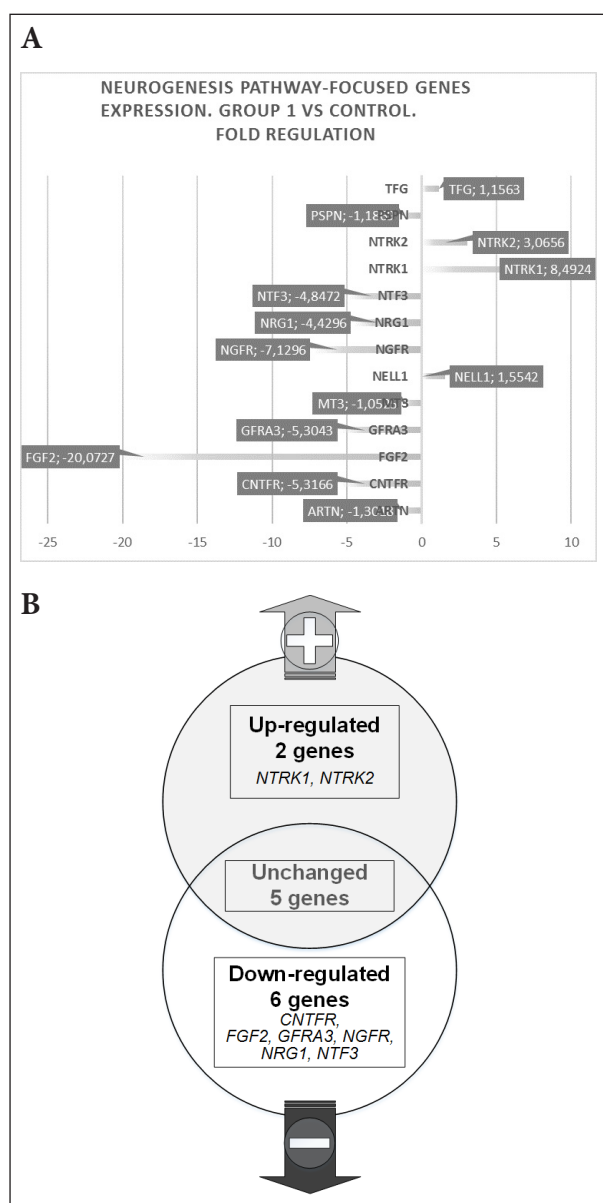 A
NEUROGENESIS PATHWAY-FOCUSED GENES
EXPRESSION. GROUP 1 VS CONTROL.
FOLD REGULATION
TFG TFG; 1,1563
PSPN; -1,18
NTRK2 NTRK2; 3,0656
NTRK1 NTRK1; 8,4924
NTF3; -4,8472 NTF3
NRG1; -4,4296 NRG1
NGFR; -7,1296 NGFR
NELL1 NELL1; 1,5542
MT3; -1,05
GFRA3; -5,3043 GFRA3
FGF2; -20,0727 FGF2
CNTFR; -5,3166 CNTFR
ARTN; -1,30
-25 -20 -15 -10 -5 0 5 10
B
Up-regulated
2 genes
NTRK1, NTRK2
Unchanged
5 genes
Down-regulated
6 genes
CNTFR,
FGF2, GFRA3, NGFR,
NRG1, NTF3